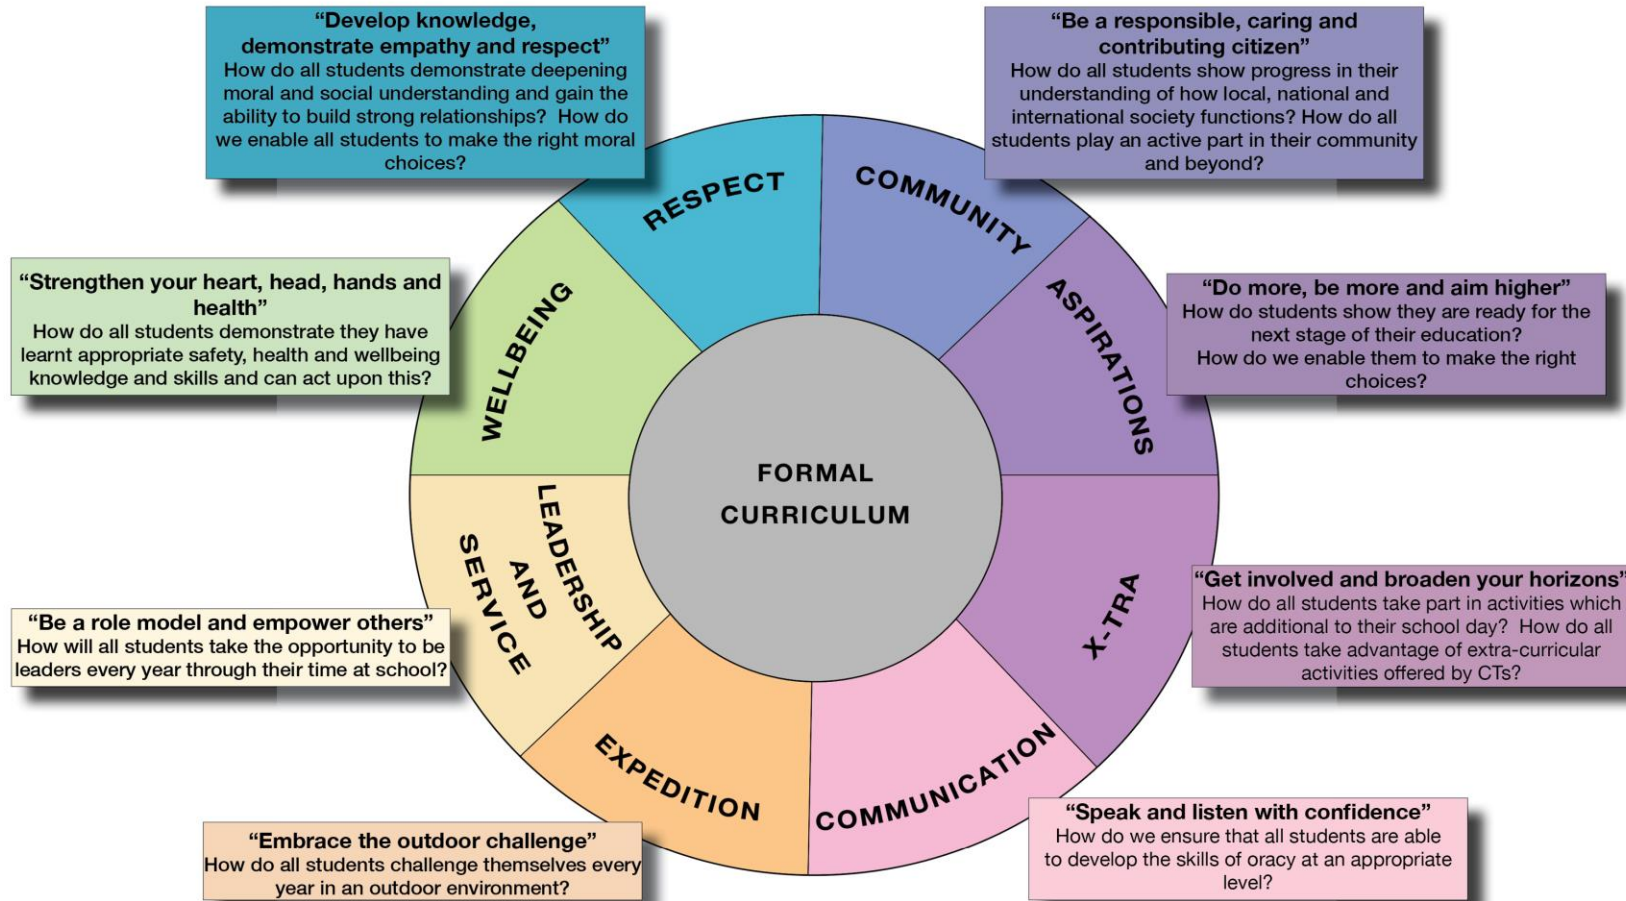 “Develop knowledge,
demonstrate empathy and respect”
How do all students demonstrate deepening
moral and social understanding and gain the
ability to build strong relationships?  How do
we enable all students to make the right moral
choices?
“Be a responsible, caring and
contributing citizen”
How do all students show progress in their
understanding of how local, national and
international society functions? How do all
students play an active part in their community
and beyond?
RESPECT
COMMUNITY
“Strengthen your heart, head, hands and
health”
How do all students demonstrate they have
learnt appropriate safety, health and wellbeing
knowledge and skills and can act upon this?
WELLBEING
ASPIRATIONS
“Do more, be more and aim higher”
How do students show they are ready for the
next stage of their education?
How do we enable them to make the right
choices?
FORMAL
CURRICULUM
LEADERSHIP
AND
SERVICE
X-TRA
“Get involved and broaden your horizons”
How do all students take part in activities which
are additional to their school day?  How do all
students take advantage of extra-curricular
activities offered by CTs?
“Be a role model and empower others”
How will all students take the opportunity to be
leaders every year through their time at school?
EXPEDITION
COMMUNICATION
“Embrace the outdoor challenge”
How do all students challenge themselves every
year in an outdoor environment?
“Speak and listen with confidence”
How do we ensure that all students are able
to develop the skills of oracy at an appropriate
level?